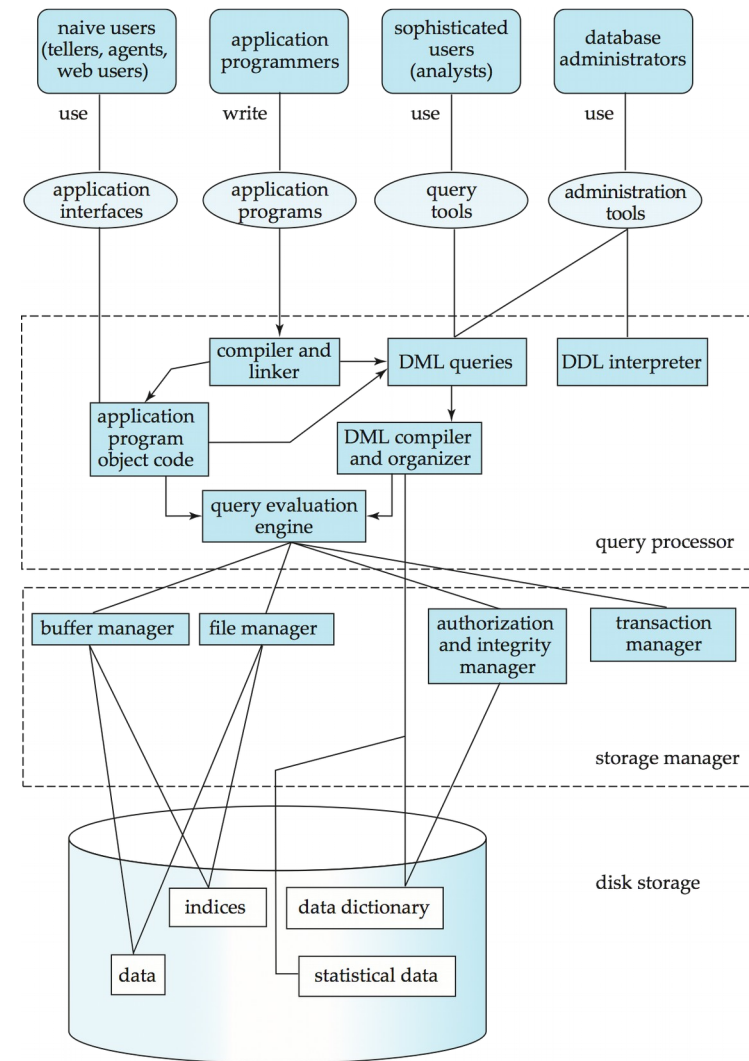 naive users
(tellers, agents,
web users)
application
programmers
sophisticated
users
(analysts)
database
administrators
use
write
use
use
application
interfaces
application
programs
query
tools
administration
tools
compiler and
linker
DML queries
DDL interpreter
application
program
object code
DML compiler
and organizer
query evaluation
engine
query processor
buffer manager
file manager
authorization
and integrity
manager
transaction
manager
storage manager
disk storage
indices
data dictionary
data
statistical data